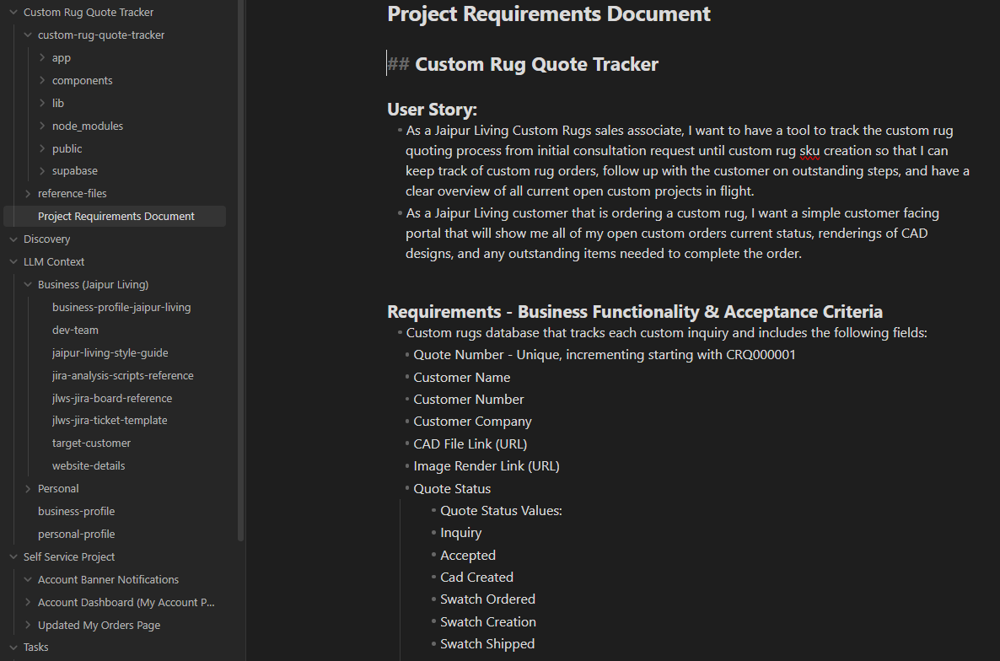 Custom Rug Quote Tracker
custom-rug-quote-tracker
app
components
lib
node_modules
public
supabase
reference-files
Project Requirements Document
Discovery
LLM Context
Business (Jaipur Living)
business-profile-jaipur-living
dev-team
jaipur-living-style-guide
jira-analysis-scripts-reference
jlws-jira-board-reference
jlws-jira-ticket-template
target-customer
website-details
Personal
business-profile
personal-profile
Self Service Project
Account Banner Notifications
Account Dashboard (My Account P...
Updated My Orders Page
Tasks
Project Requirements Document
## Custom Rug Quote Tracker
User Story:
• As a Jaipur Living Custom Rugs sales associate, I want to have a tool to track the custom rug
quoting process from initial consultation request until custom rug sku creation so that I can
keep track of custom rug orders, follow up with the customer on outstanding steps, and have a
clear overview of all current open custom projects in flight.
• As a Jaipur Living customer that is ordering a custom rug, I want a simple customer facing
portal that will show me all of my open custom orders current status, renderings of CAD
designs, and any outstanding items needed to complete the order.
Requirements - Business Functionality & Acceptance Criteria
• Custom rugs database that tracks each custom inquiry and includes the following fields:
• Quote Number - Unique, incrementing starting with CRQ000001
• Customer Name
• Customer Number
• Customer Company
• CAD File Link (URL)
• Image Render Link (URL)
• Quote Status
• Quote Status Values:
• Inquiry
• Accepted
• Cad Created
• Swatch Ordered
• Swatch Creation
• Swatch Shipped